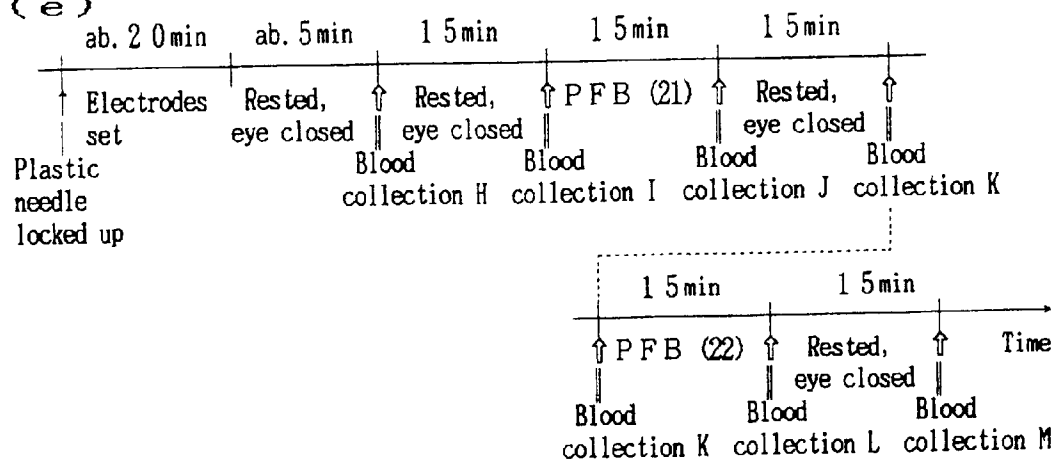 (e)
ab. 20min ab. 5min 15min 15min 15min
Electrodes Rested, Rested, PFB (21) Rested,
set eye closed eye closed eye closed
Plastic Blood Blood Blood Blood
needle collection H collection I collection J collection K
locked up
15min 15min
PFB (22) Rested, Time
eye closed
Blood Blood Blood
collection K collection L collection M